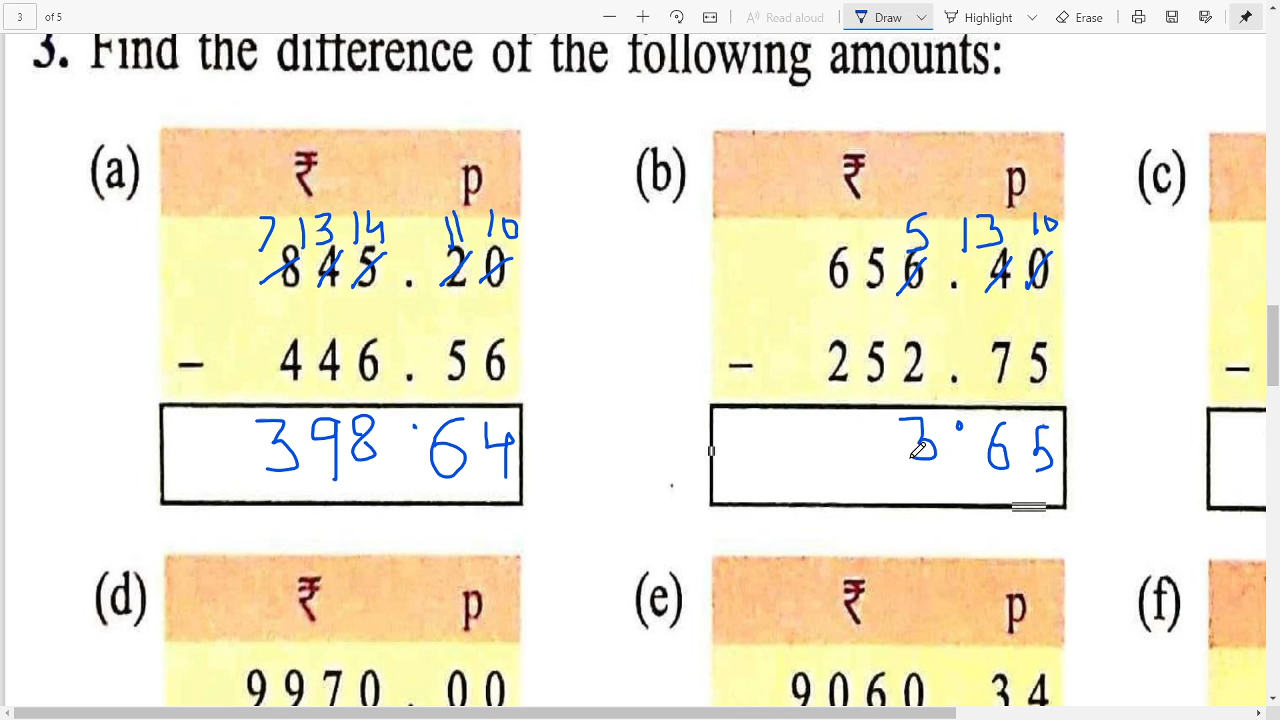 3 of 5 Read aloud Draw Highlight Erase
3. Find the difference of the following amounts:
(a) ₹ p
7 13 14 11 10
845.20
- 446.56
398.64
(b) ₹ p
5 13 10
656.40
- 252.75
3.65
(c)
-
(d) ₹ p
9970.00
(e) ₹ p
9060 34
(f)